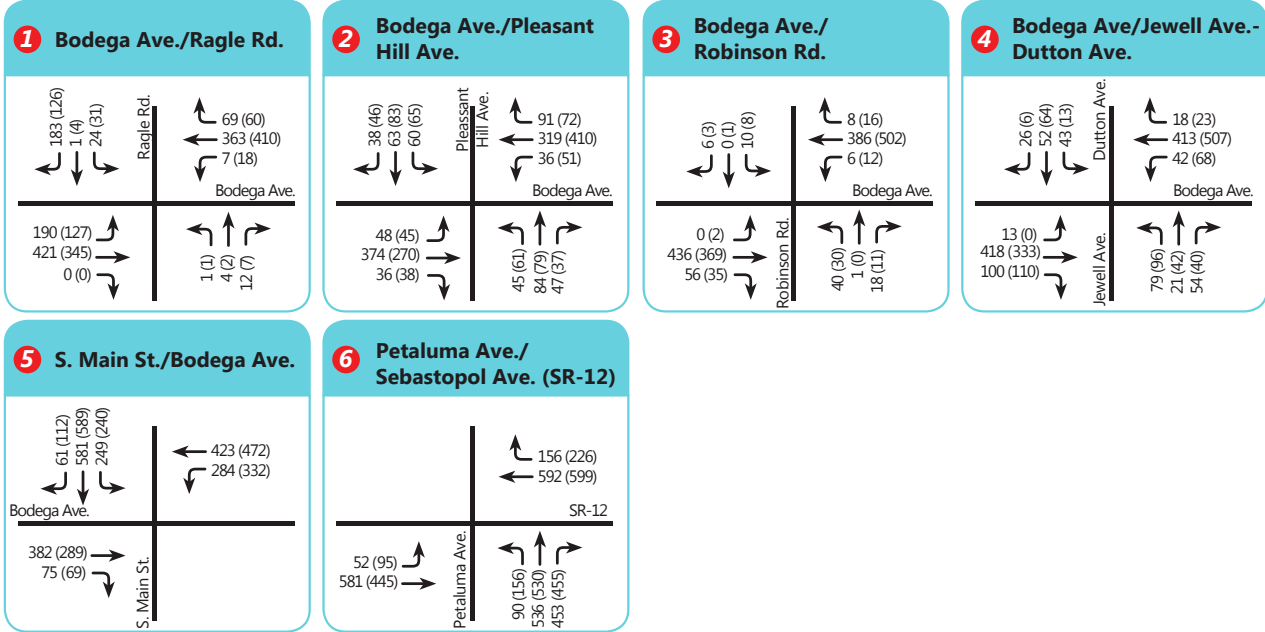 1 Bodega Ave./Ragle Rd.
183 (126)
1 (4)
24 (31)
Ragle Rd.
69 (60)
363 (410)
7 (18)
Bodega Ave.
190 (127)
421 (345)
0 (0)
1 (1)
4 (2)
12 (7)
2 Bodega Ave./Pleasant
Hill Ave.
38 (46)
63 (83)
60 (65)
Pleassant
Hill Ave.
91 (72)
319 (410)
36 (51)
Bodega Ave.
48 (45)
374 (270)
36 (38)
45 (61)
84 (79)
47 (37)
3 Bodega Ave./
Robinson Rd.
6 (3)
0 (1)
10 (8)
8 (16)
386 (502)
6 (12)
Bodega Ave.
0 (2)
436 (369)
56 (35)
Robinson Rd.
40 (30)
1 (0)
18 (11)
4 Bodega Ave/Jewell Ave.-
Dutton Ave.
26 (6)
52 (64)
43 (13)
Dutton Ave.
18 (23)
413 (507)
42 (68)
Bodega Ave.
13 (0)
418 (333)
100 (110)
Jewell Ave.
79 (96)
21 (42)
54 (40)
5 S. Main St./Bodega Ave.
61 (112)
581 (589)
249 (240)
423 (472)
284 (332)
Bodega Ave.
382 (289)
75 (69)
S. Main St.
6 Petaluma Ave./
Sebastopol Ave. (SR-12)
156 (226)
592 (599)
SR-12
52 (95)
581 (445)
Petaluma Ave.
90 (156)
536 (530)
453 (455)